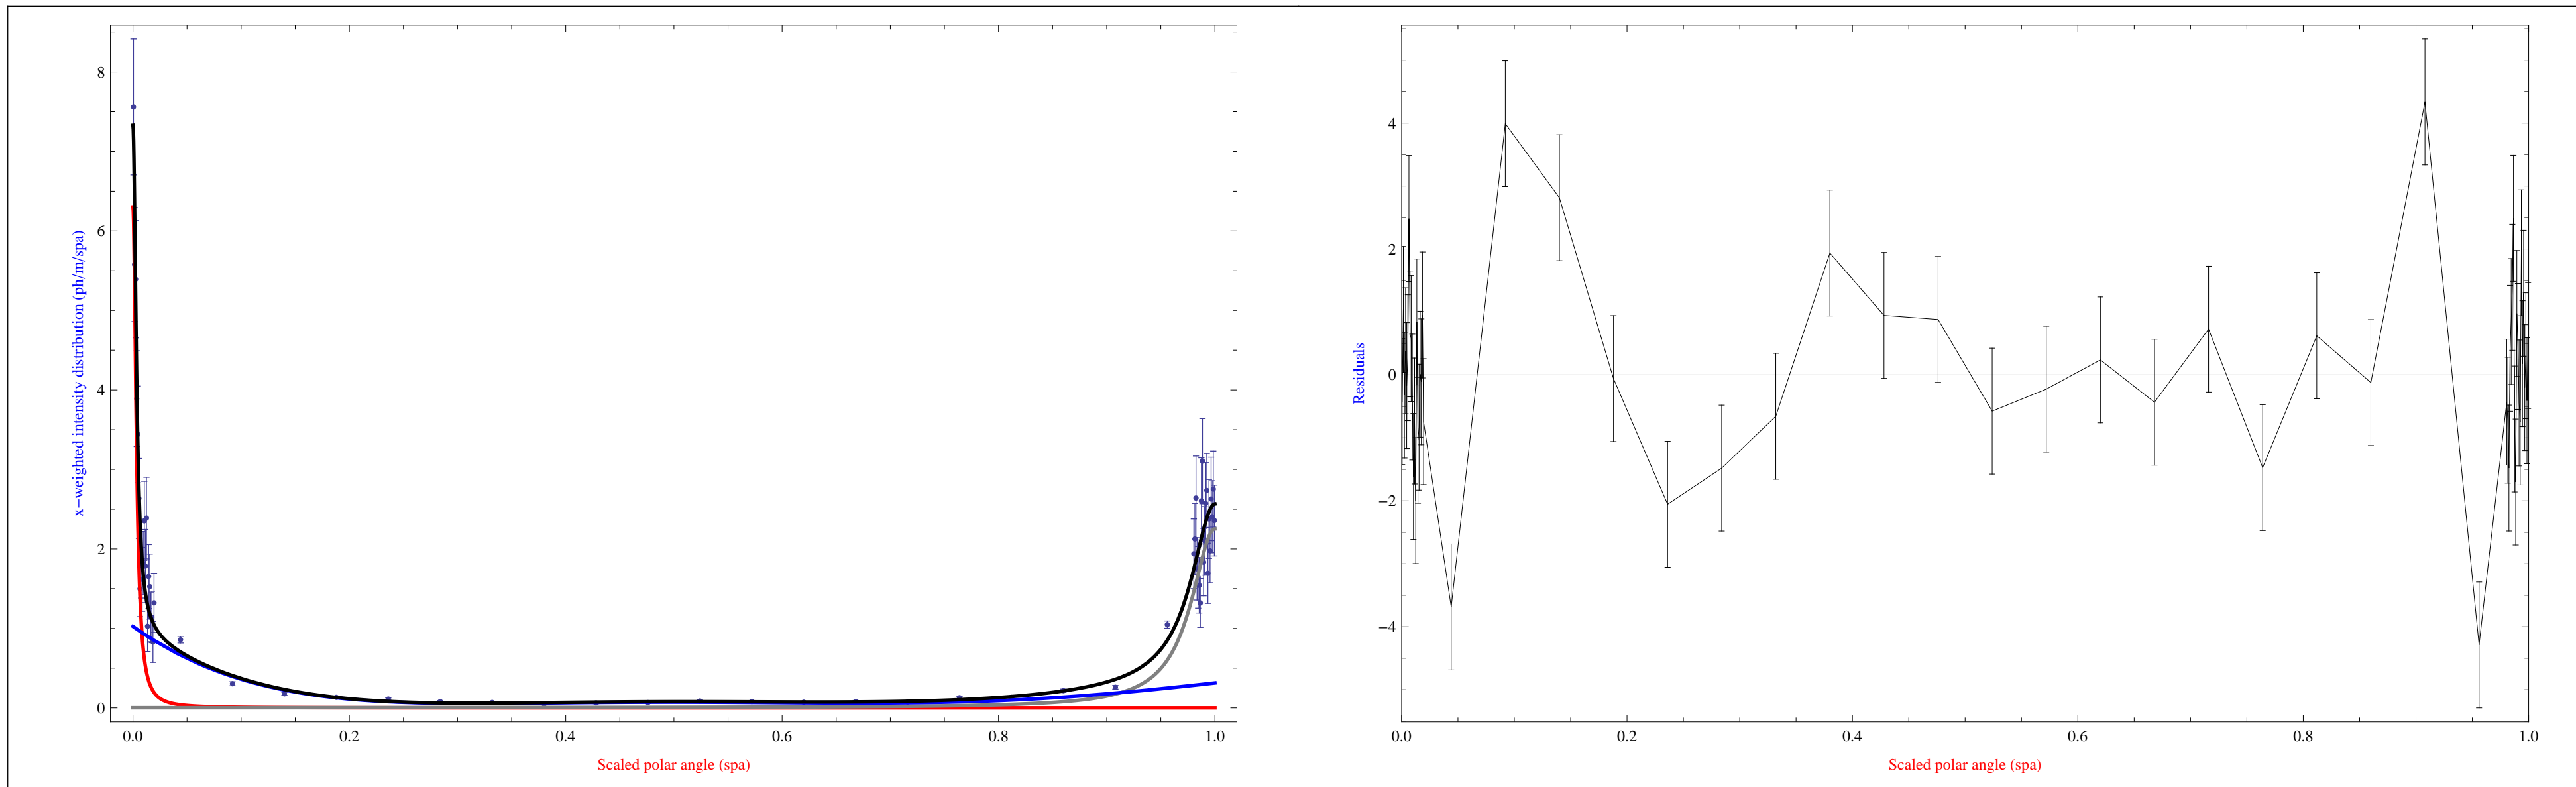 x-weighted intensity distribution (ph/m/spa)
8
6
4
2
0
0.0 0.2 0.4 0.6 0.8 1.0
Scaled polar angle (spa)
Residuals
4
2
0
−2
−4
0.0 0.2 0.4 0.6 0.8 1.0
Scaled polar angle (spa)